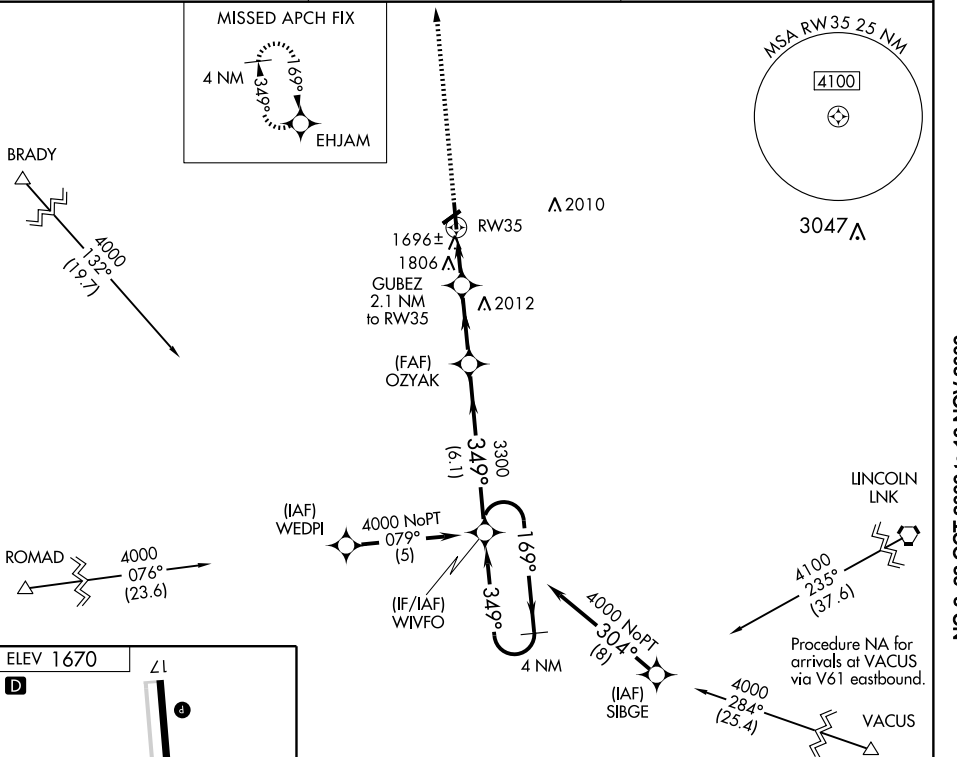 MISSED APCH FIX
4 NM
169°
349°
EHJAM
MSA RW35 25 NM
4100
3047
BRADY
4000
132°
(19.7)
2010
RW35
1696±
1806
GUBEZ
2.1 NM
to RW35
2012
(FAF)
OZYAK
3300
349°
(6.1)
(IAF)
WEDPI
4000 NoPT
079°
(5)
ROMAD
4000
076°
(23.6)
(IF/IAF)
WIVFO
169°
349°
4 NM
4000 NoPT
304°
(8)
(IAF)
SIBGE
LINCOLN
LNK
4100
235°
(37.6)
Procedure NA for
arrivals at VACUS
via V61 eastbound.
4000
284°
(25.4)
VACUS
ELEV 1670
D
17
P